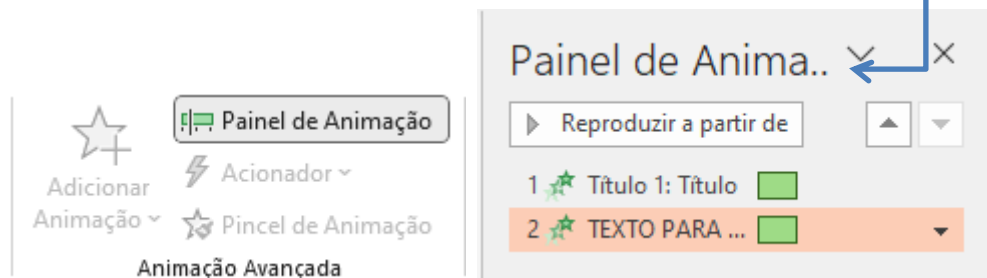 Adicionar
Animação
Painel de Animação
Acionador
Pincel de Animação
Animação Avançada
Painel de Anima..
Reproduzir a partir de
1 Título 1: Título
2 TEXTO PARA ...